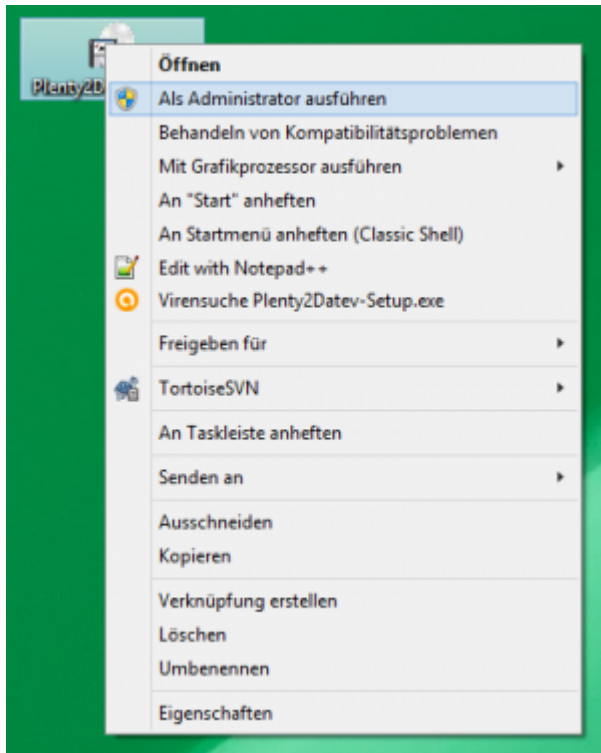 Plenty2D
Öffnen
Als Administrator ausführen
Behandeln von Kompatibilitätsproblemen
Mit Grafikprozessor ausführen
An "Start" anheften
An Startmenü anheften (Classic Shell)
Edit with Notepad++
Virensuche Plenty2Datev-Setup.exe
Freigeben für
TortoiseSVN
An Taskleiste anheften
Senden an
Ausschneiden
Kopieren
Verknüpfung erstellen
Löschen
Umbenennen
Eigenschaften